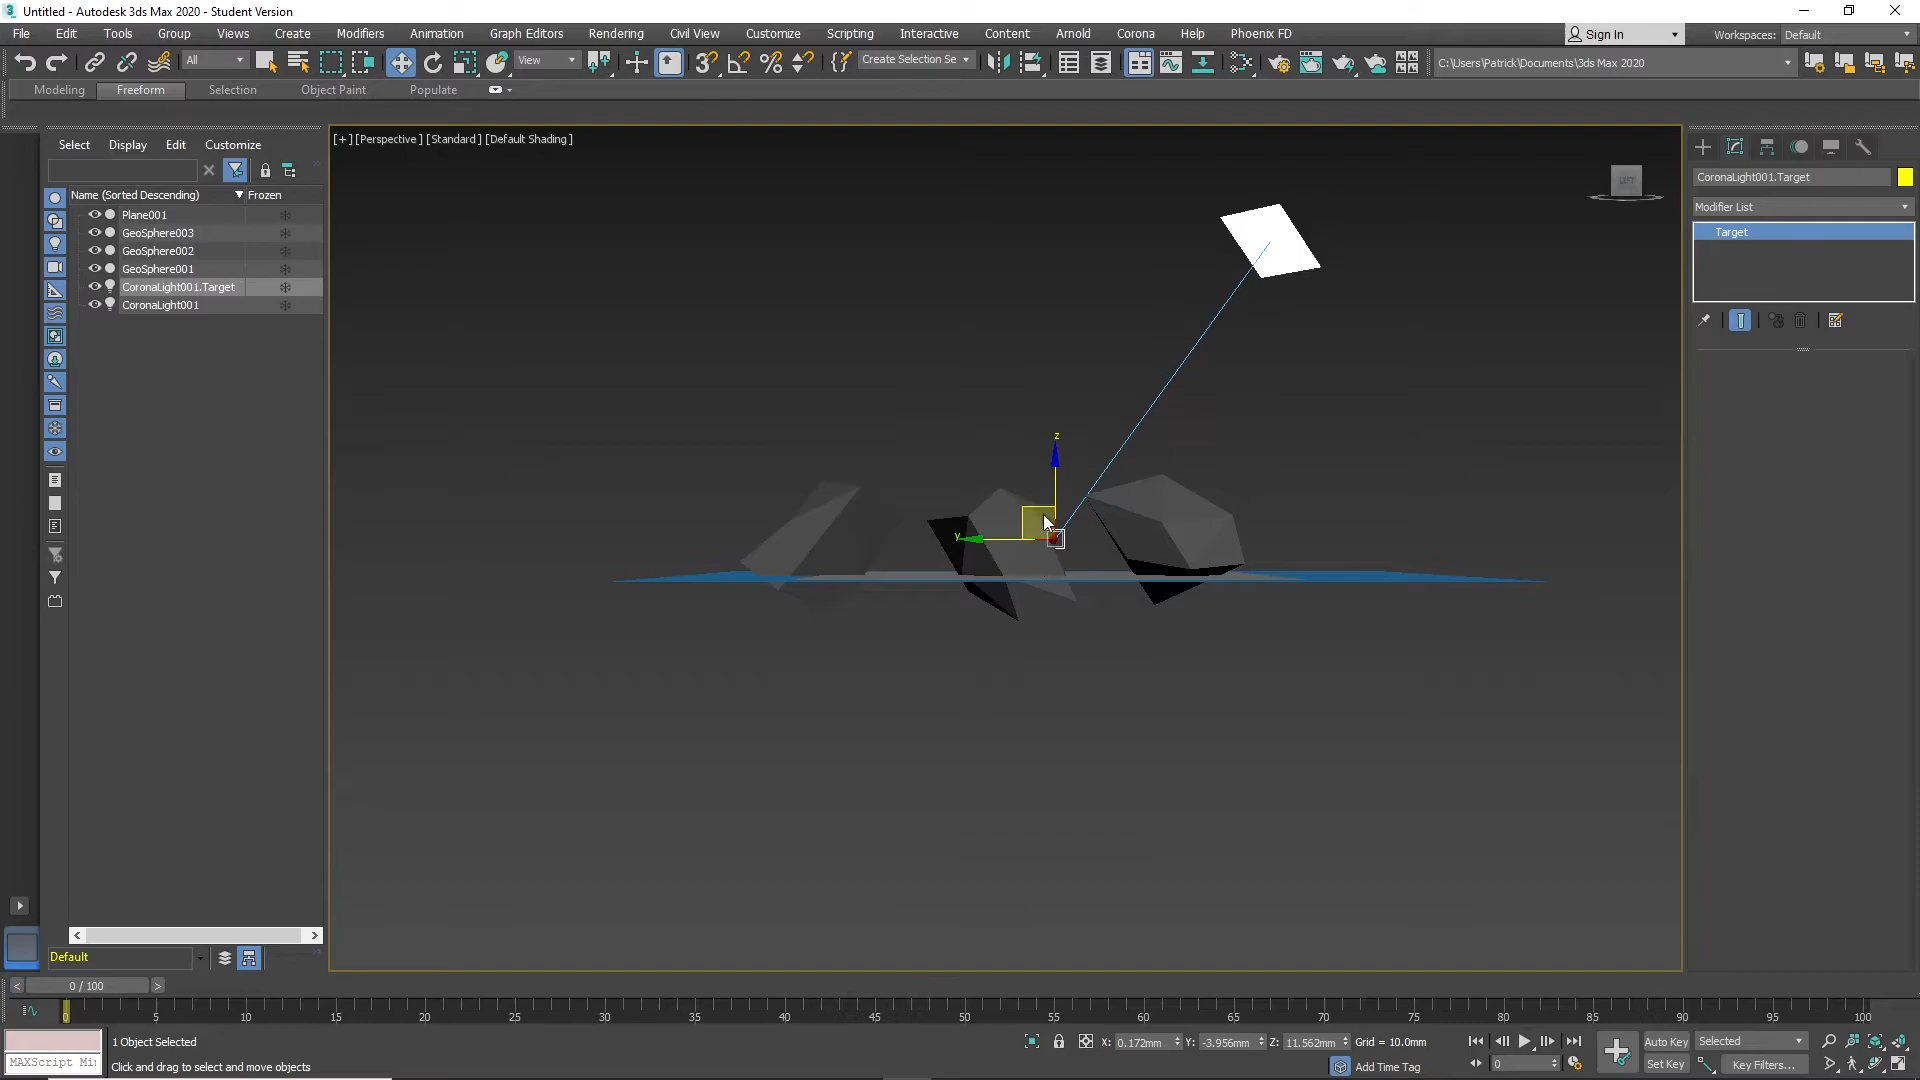 Untitled - Autodesk 3ds Max 2020 - Student Version
File Edit Tools Group Views Create Modifiers Animation Graph Editors Rendering Civil View Customize Scripting Interactive Content Arnold Corona Help Phoenix FD Sign In Workspaces: Default
All View Create Selection Se C:\Users\Patrick\Documents\3ds Max 2020
Modeling Freeform Selection Object Paint Populate
Select Display Edit Customize
[+] [Perspective] [Standard] [Default Shading]
LEFT
CoronaLight001.Target
Name (Sorted Descending) Frozen
Modifier List
Plane001
Target
GeoSphere003
GeoSphere002
GeoSphere001
CoronaLight001.Target
CoronaLight001
z
y
Default
< 0 / 100 >
0 5 10 15 20 25 30 35 40 45 50 55 60 65 70 75 80 85 90 95 100
1 Object Selected X: 0.172mm Y: -3.956mm Z: 11.562mm Grid = 10.0mm Auto Key Selected
MAXScript Mi Click and drag to select and move objects Add Time Tag 0 Set Key Key Filters...